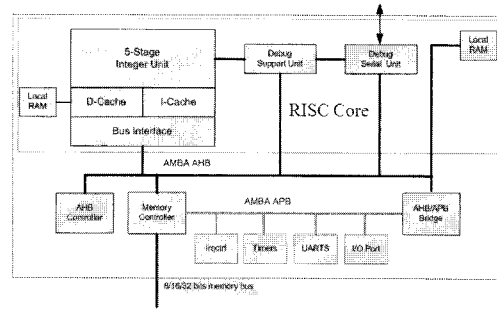 5-Stage
Integer Unit
Debug
Support Unit
Debug
Serial Unit
Local
RAM
Local
RAM
D-Cache
I-Cache
RISC Core
Bus Interface
AMBA AHB
AHB
Controller
Memory
Controller
AMBA APB
AHB/APB
Bridge
Irqctrl
Timers
UARTS
I/O Port
8/16/32 bits memory bus